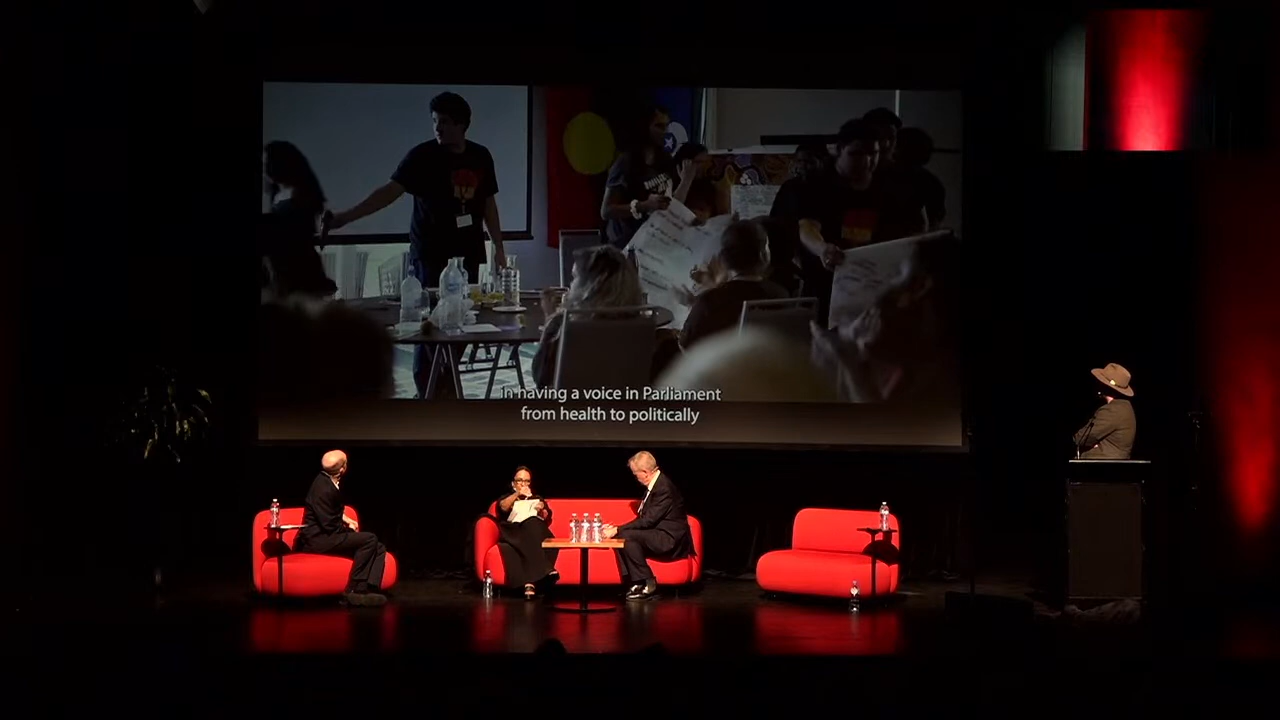 In having a voice in Parliament
from health to politically